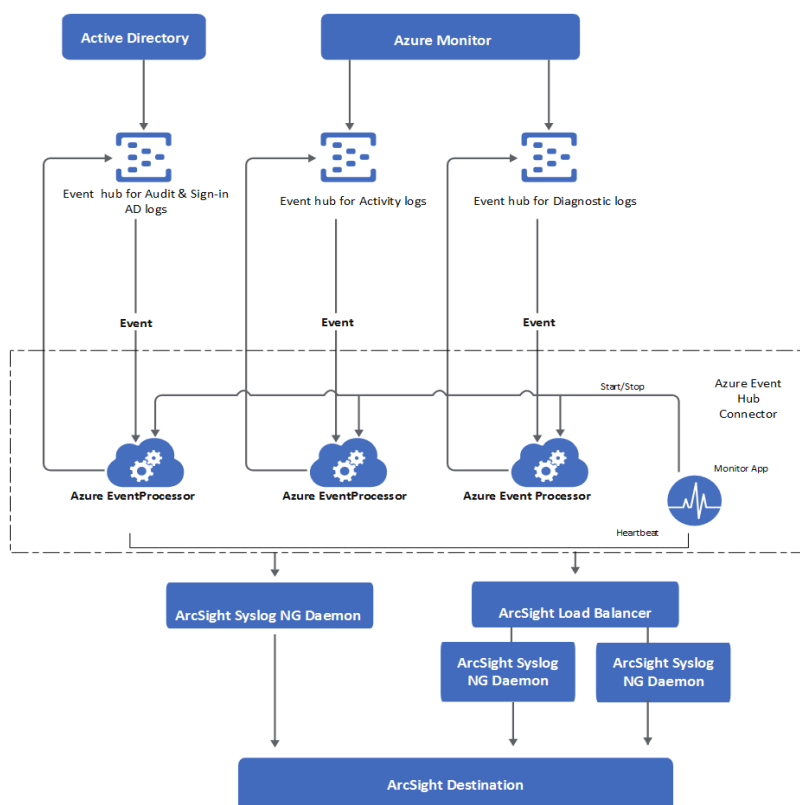 Active Directory
Azure Monitor
Event hub for Audit & Sign-in
AD logs
Event hub for Activity logs
Event hub for Diagnostic logs
Event
Event
Event
Start/Stop
Azure Event
Hub
Connector
Monitor App
Azure EventProcessor
Azure EventProcessor
Azure Event Processor
Heartbeat
ArcSight Syslog NG Daemon
ArcSight Load Balancer
ArcSight Syslog
NG Daemon
ArcSight Syslog
NG Daemon
ArcSight Destination